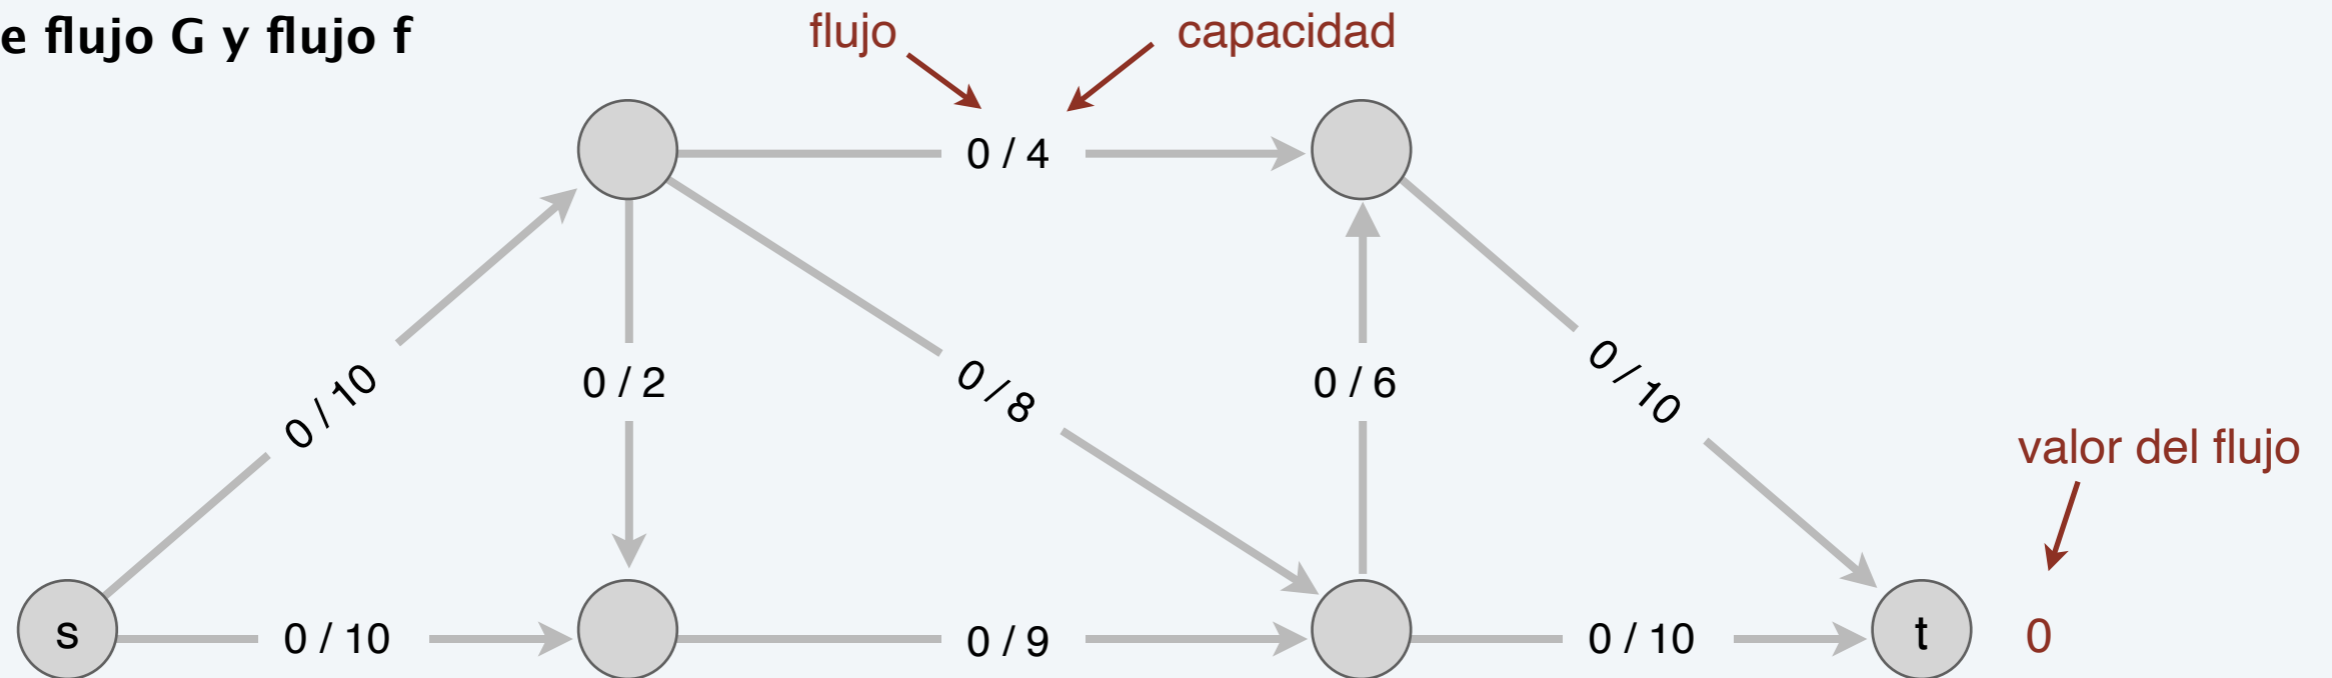 e flujo G y flujo f
flujo
capacidad
0 / 4
0 / 10
0 / 2
0 / 8
0 / 6
0 / 10
valor del flujo
s
0 / 10
0 / 9
0 / 10
t
0